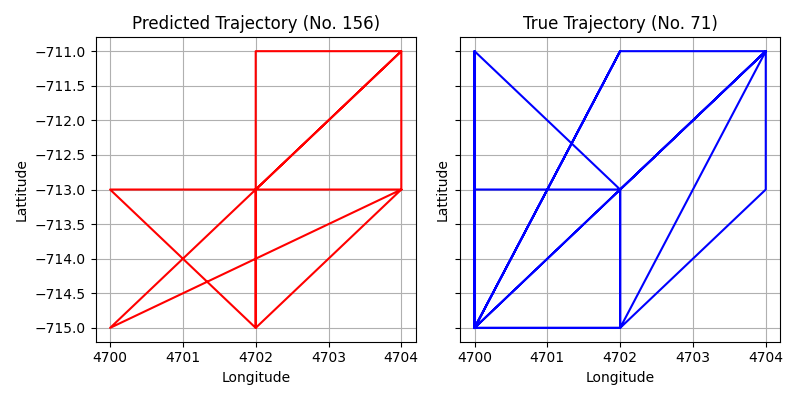 Predicted Trajectory (No. 156)
True Trajectory (No. 71)
Lattitude
−711.0
−711.5
−712.0
−712.5
−713.0
−713.5
−714.0
−714.5
−715.0
4700 4701 4702 4703 4704
Longitude
Lattitude
4700 4701 4702 4703 4704
Longitude